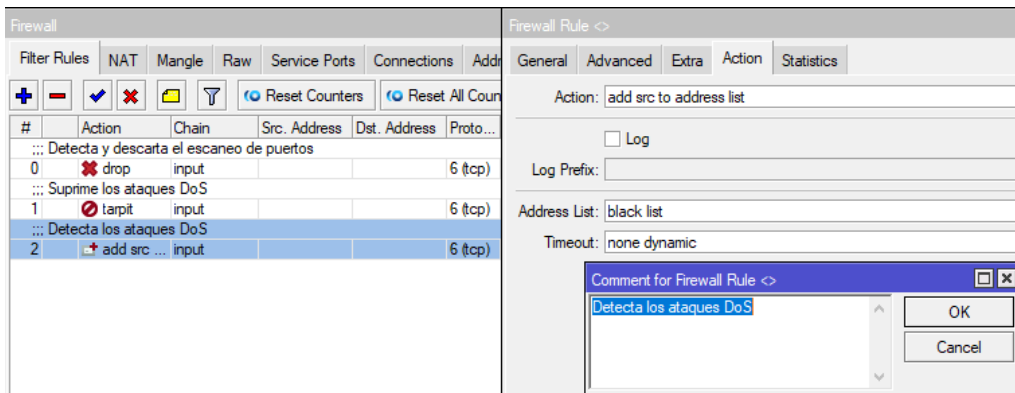 Firewall
Filter Rules NAT Mangle Raw Service Ports Connections Addr
Reset Counters Reset All Coun
# Action Chain Src. Address Dst. Address Proto...
;;; Detecta y descarta el escaneo de puertos
0 drop input 6 (tcp)
;;; Suprime los ataques DoS
1 tarpit input 6 (tcp)
;;; Detecta los ataques DoS
2 add src ... input 6 (tcp)
Firewall Rule <>
General Advanced Extra Action Statistics
Action: add src to address list
Log
Log Prefix:
Address List: black list
Timeout: none dynamic
Comment for Firewall Rule <>
Detecta los ataques DoS
OK
Cancel